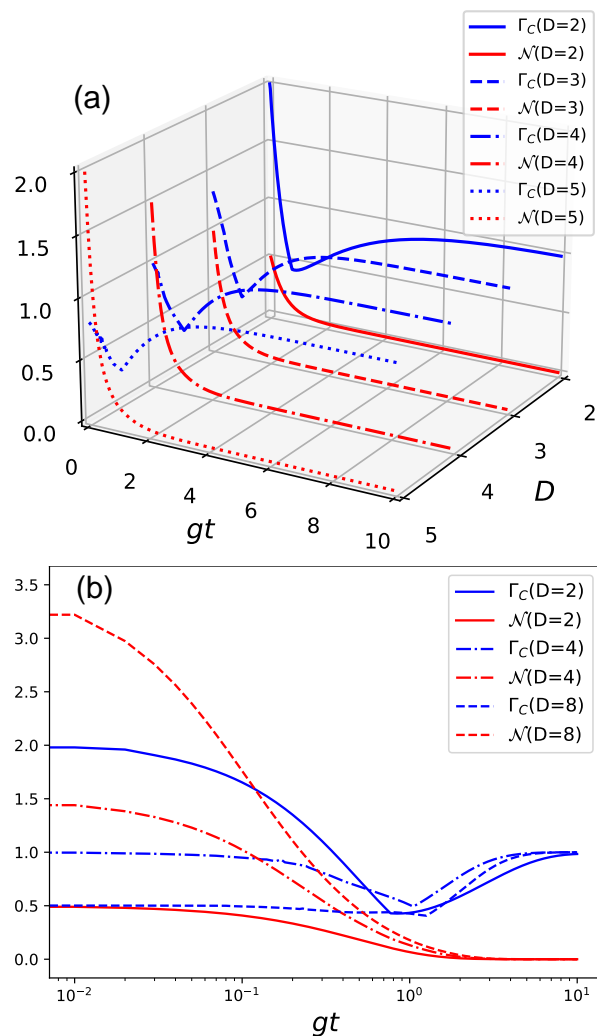 (a)
Γ_C(D=2)
𝒩(D=2)
Γ_C(D=3)
𝒩(D=3)
Γ_C(D=4)
𝒩(D=4)
Γ_C(D=5)
𝒩(D=5)
2.0
1.5
1.0
0.5
0.0
0
2
4
6
8
10
gt
2
3
4
5
D
(b)
Γ_C(D=2)
𝒩(D=2)
Γ_C(D=4)
𝒩(D=4)
Γ_C(D=8)
𝒩(D=8)
3.5
3.0
2.5
2.0
1.5
1.0
0.5
0.0
10⁻² 10⁻¹ 10⁰ 10¹
gt